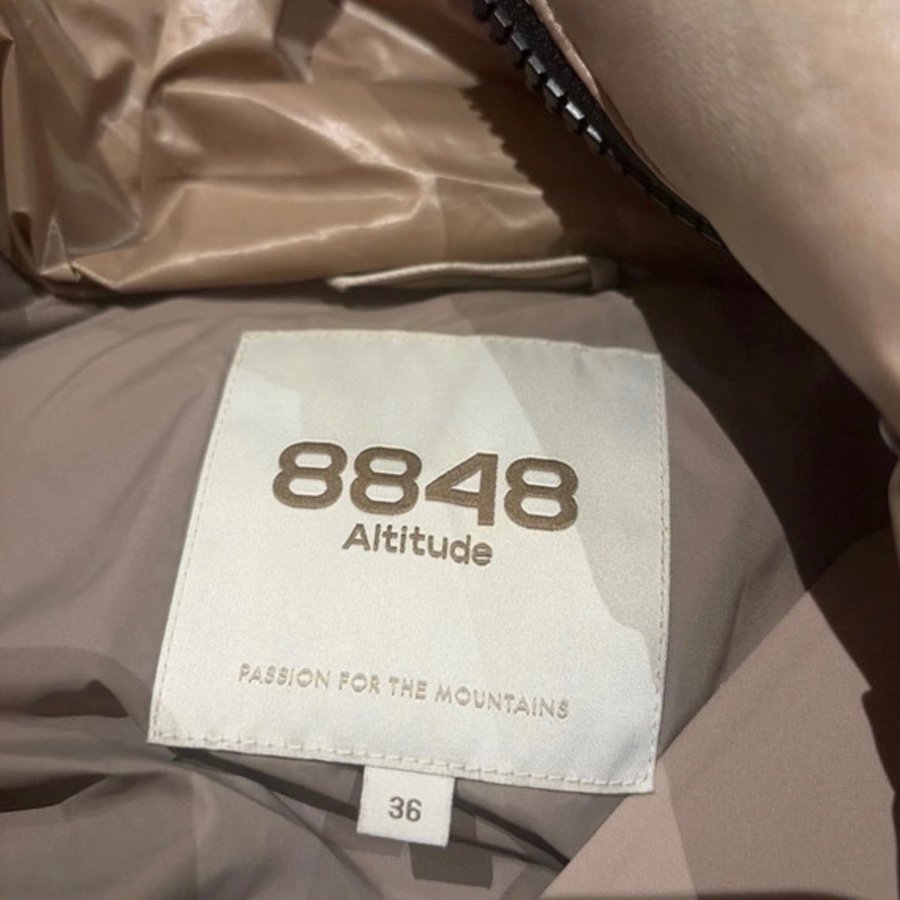 8848
Altitude
PASSION FOR THE MOUNTAINS
36